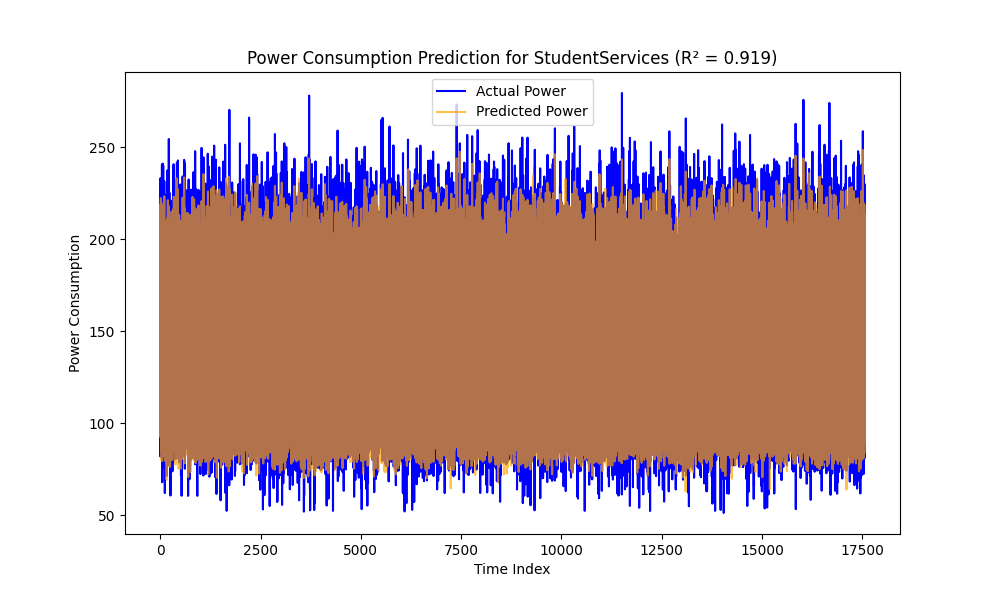 Power Consumption Prediction for StudentServices (R² = 0.919)
Actual Power
Predicted Power
Power Consumption
250
200
150
100
50
0 2500 5000 7500 10000 12500 15000 17500
Time Index